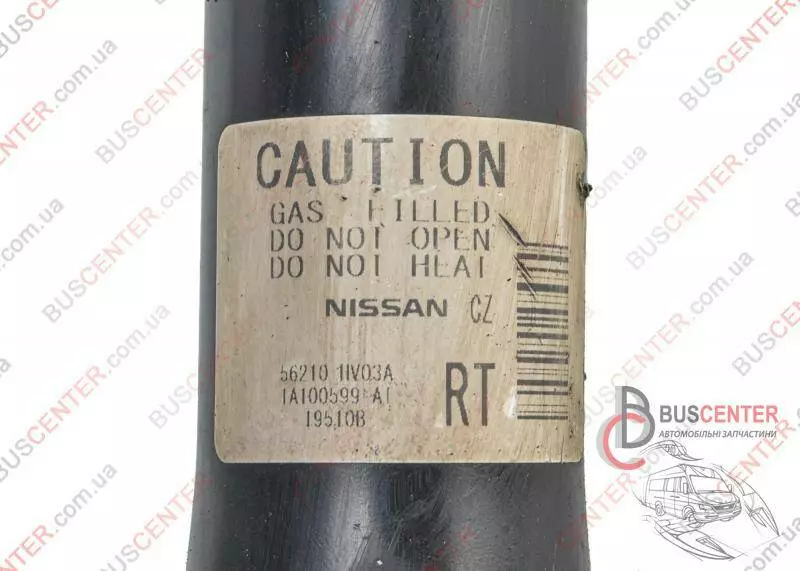 CAUTION
GAS FILLED
DO NOT OPEN
DO NOT HEAT
NISSAN CZ
56210 1HV03A
1A100599 A1
19510B
RT
BUSCENTER
АВТОМОБІЛЬНІ ЗАПЧАСТИНИ
BUSCENTER.com.ua